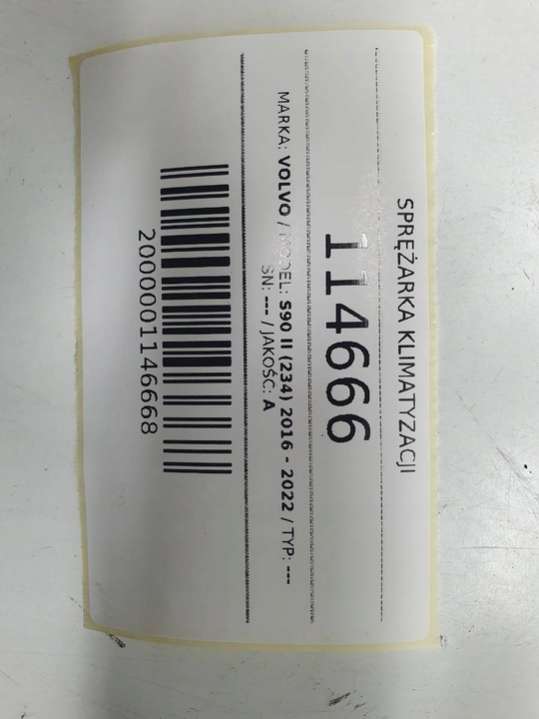 SPRĘŻARKA KLIMATYZACJI
114666
MARKA: VOLVO / MODEL: S90 II (234) 2016 - 2022 / TYP: ---
SN: --- / JAKOŚĆ: A
2000001146668